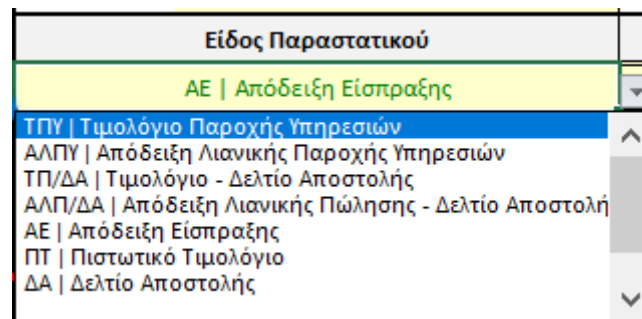 Είδος Παραστατικού
ΑΕ | Απόδειξη Είσπραξης
ΤΠΥ | Τιμολόγιο Παροχής Υπηρεσιών
ΑΛΠΥ | Απόδειξη Λιανικής Παροχής Υπηρεσιών
ΤΠ/ΔΑ | Τιμολόγιο - Δελτίο Αποστολής
ΑΛΠ/ΔΑ | Απόδειξη Λιανικής Πώλησης - Δελτίο Αποστολή
ΑΕ | Απόδειξη Είσπραξης
ΠΤ | Πιστωτικό Τιμολόγιο
ΔΑ | Δελτίο Αποστολής